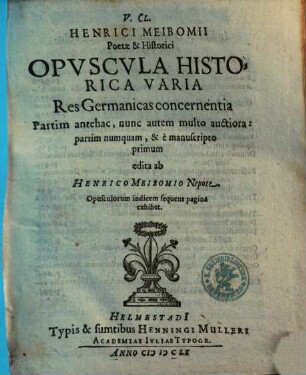 V. CL.
HENRICI MEIBOMII
Poetæ & Historici
OPVSCVLA HISTO-
RICA VARIA
Res Germanicas concernentia
Partim antehac, nunc autem multo auctiora:
partim numquam, & è manuscripto
primum
edita ab
HENRICO MEIBOMIO Nepote.
Opusculorum indicem sequens pagina
exhibet.
HELMESTADI
Typis & sumtibus HENNINGI MULLERI
ACADEMIAE IVLIAE TYPOGR.
ANNO CIↃ IↃ CLX